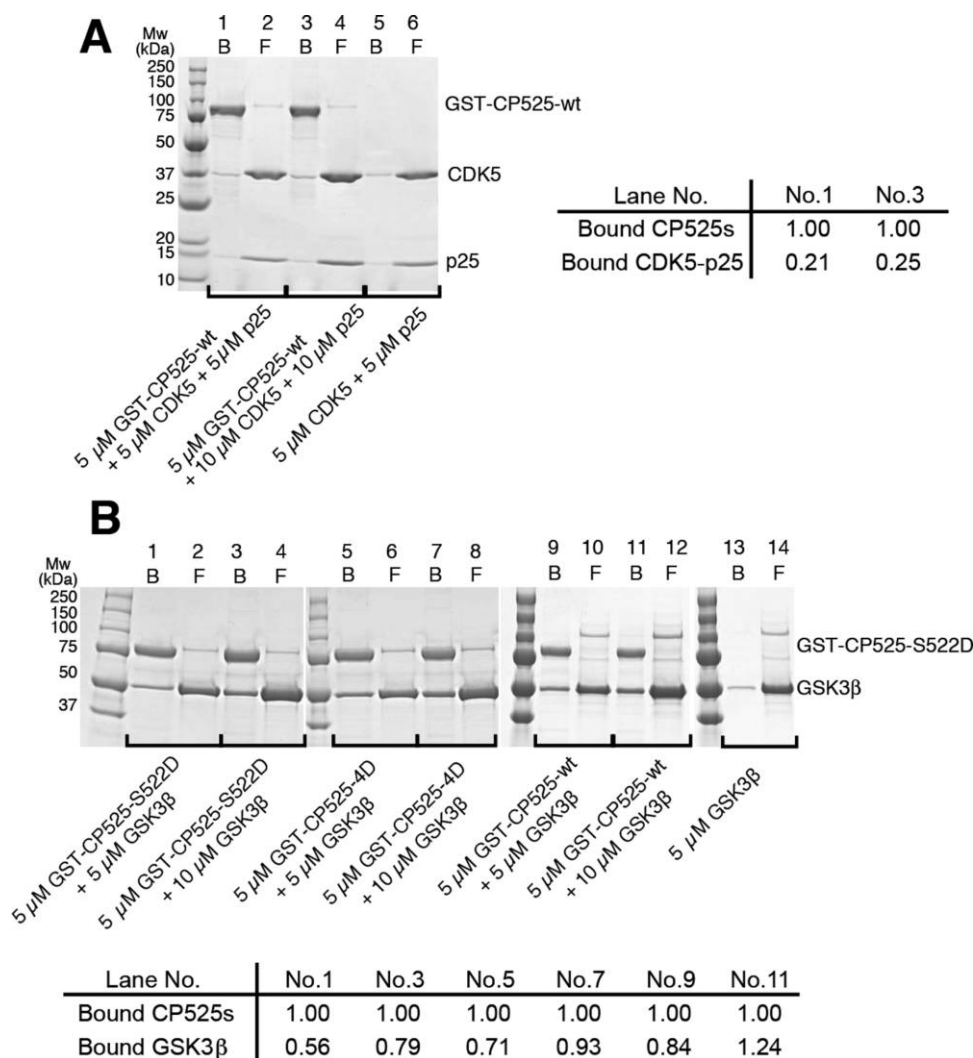 A
1 2 3 4 5 6
Mw
(kDa)
B F B F B F
250
150
100
75
50
37
25
20
15
10
GST-CP525-wt
CDK5
p25
5 µM GST-CP525-wt
+ 5 µM CDK5 + 5 µM p25
5 µM GST-CP525-wt
+ 10 µM CDK5 + 10 µM p25
5 µM CDK5 + 5 µM p25
Lane No. No.1 No.3
Bound CP525s 1.00 1.00
Bound CDK5-p25 0.21 0.25
B
1 2 3 4 5 6 7 8 9 10 11 12 13 14
Mw
(kDa)
B F B F B F B F B F B F B F
250
150
100
75
50
37
GST-CP525-S522D
GSK3β
5 µM GST-CP525-S522D
+ 5 µM GSK3β
5 µM GST-CP525-S522D
+ 10 µM GSK3β
5 µM GST-CP525-4D
+ 5 µM GSK3β
5 µM GST-CP525-4D
+ 10 µM GSK3β
5 µM GST-CP525-wt
+ 5 µM GSK3β
5 µM GST-CP525-wt
+ 10 µM GSK3β
5 µM GSK3β
Lane No. No.1 No.3 No.5 No.7 No.9 No.11
Bound CP525s 1.00 1.00 1.00 1.00 1.00 1.00
Bound GSK3β 0.56 0.79 0.71 0.93 0.84 1.24